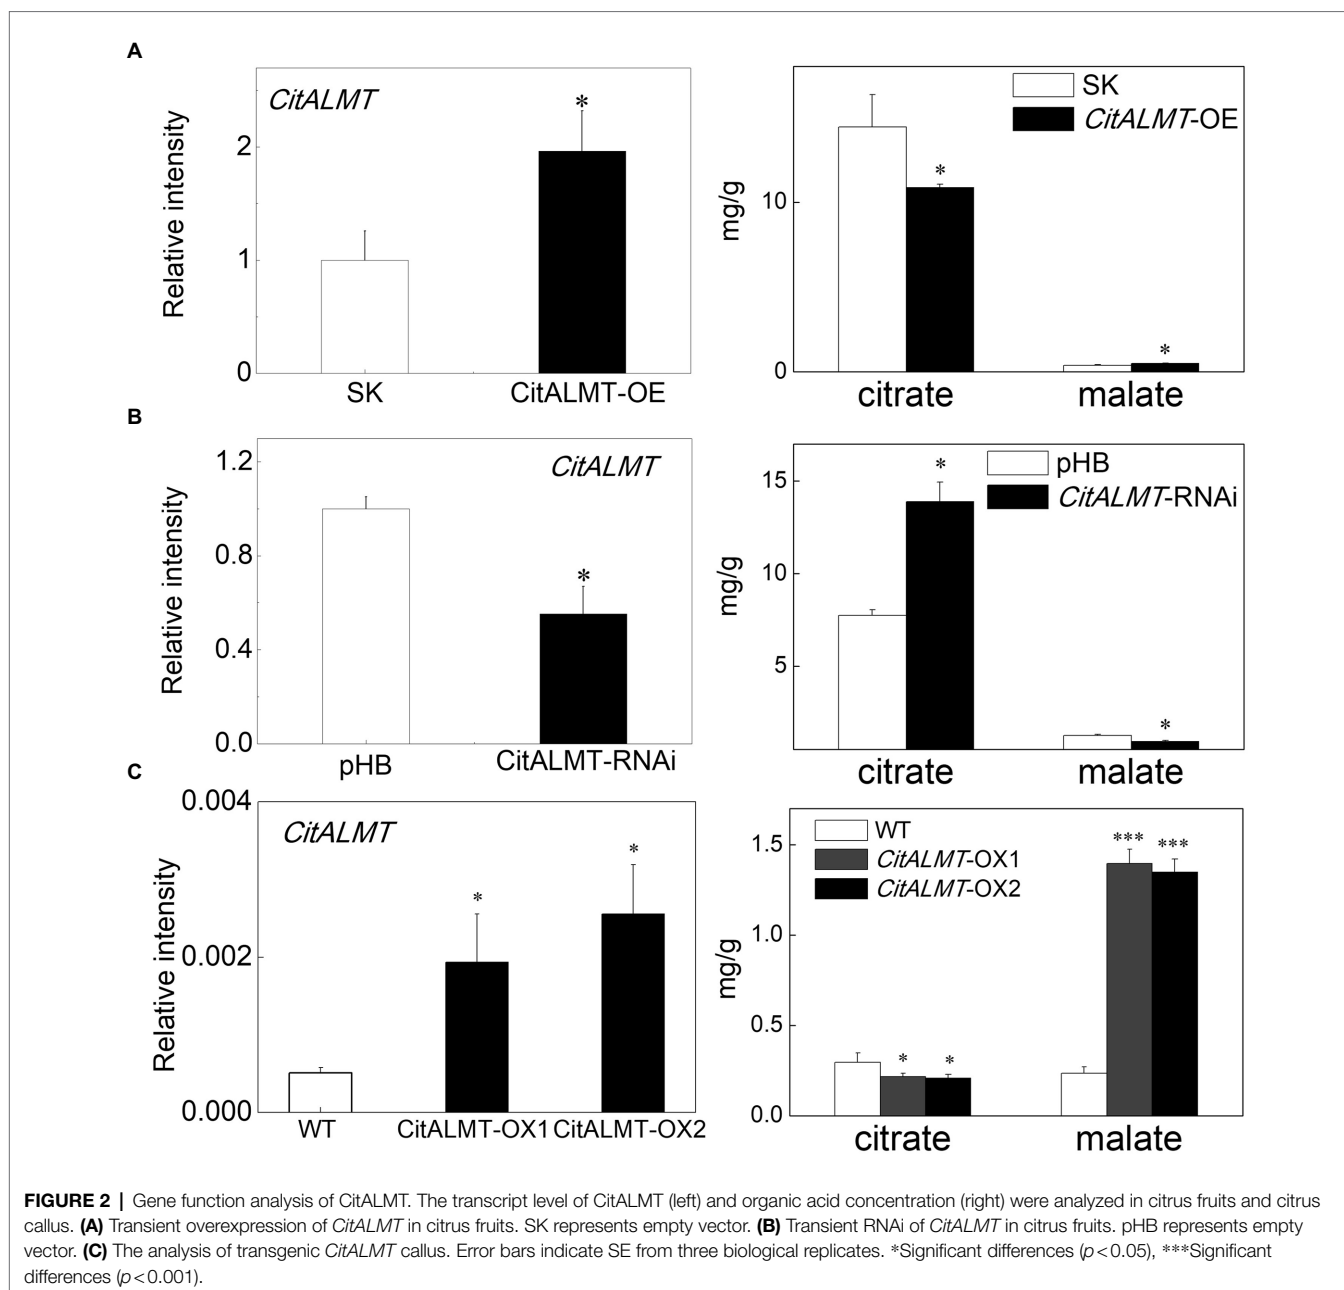 A
CitALMT
Relative intensity
2
1
0
*
SK
CitALMT-OE
SK
CitALMT-OE
mg/g
10
0
*
*
citrate
malate
B
CitALMT
Relative intensity
1.2
0.8
0.4
0.0
*
pHB
CitALMT-RNAi
pHB
CitALMT-RNAi
mg/g
15
10
5
*
*
citrate
malate
C
CitALMT
Relative intensity
0.004
0.002
0.000
*
*
WT
CitALMT-OX1
CitALMT-OX2
WT
CitALMT-OX1
CitALMT-OX2
mg/g
1.5
1.0
0.5
0.0
*
*
***
***
citrate
malate
FIGURE 2 | Gene function analysis of CitALMT. The transcript level of CitALMT (left) and organic acid concentration (right) were analyzed in citrus fruits and citrus
callus. (A) Transient overexpression of CitALMT in citrus fruits. SK represents empty vector. (B) Transient RNAi of CitALMT in citrus fruits. pHB represents empty
vector. (C) The analysis of transgenic CitALMT callus. Error bars indicate SE from three biological replicates. *Significant differences (p<0.05), ***Significant
differences (p<0.001).